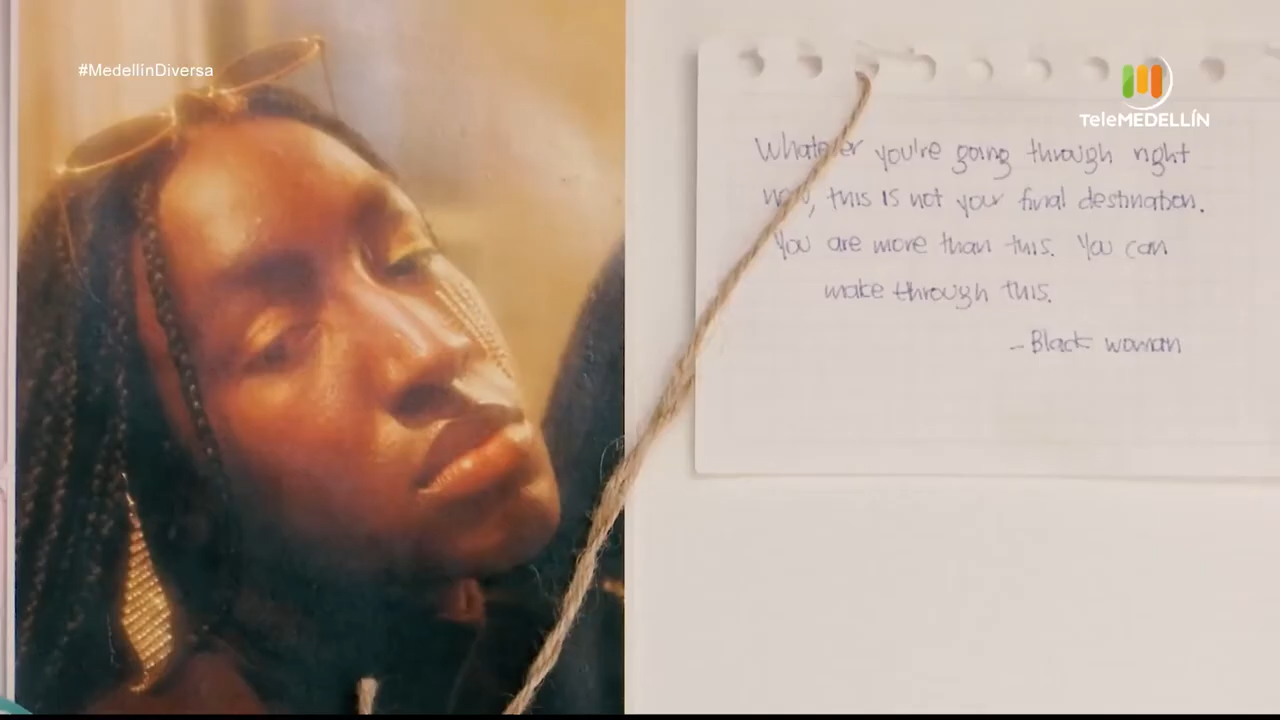 #MedellínDiversa
TeleMEDELLÍN
Whatever you're going through right
now, this is not your final destination.
You are more than this. You can
make through this.
- Black woman